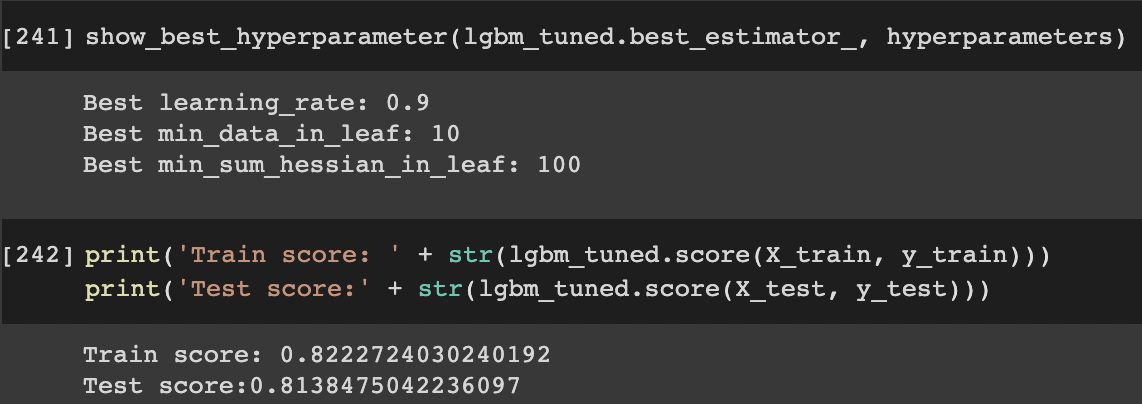 [241] show_best_hyperparameter(lgbm_tuned.best_estimator_, hyperparameters)
Best learning_rate: 0.9
Best min_data_in_leaf: 10
Best min_sum_hessian_in_leaf: 100
[242] print('Train score: ' + str(lgbm_tuned.score(X_train, y_train)))
print('Test score:' + str(lgbm_tuned.score(X_test, y_test)))
Train score: 0.8222724030240192
Test score:0.8138475042236097